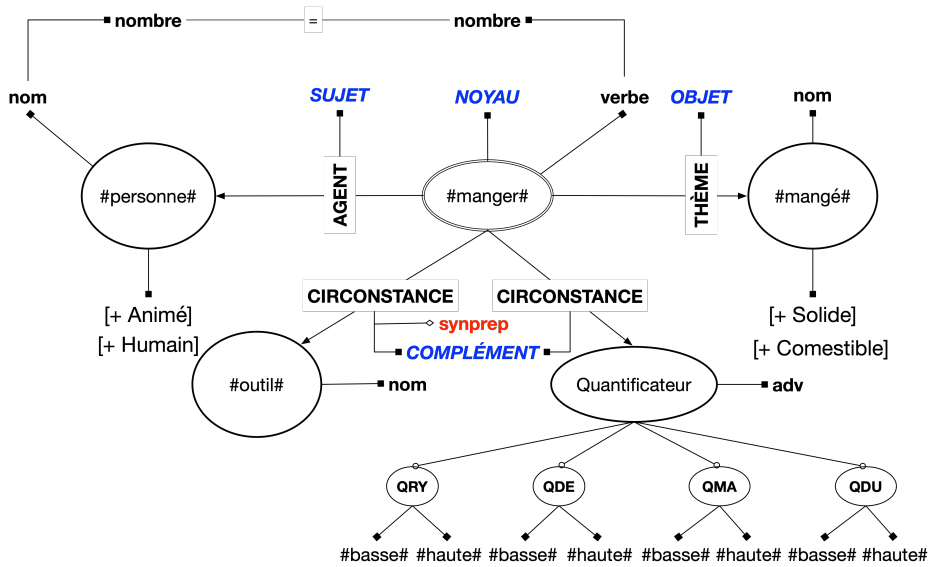 nombre = nombre
nom SUJET NOYAU verbe OBJET nom
#personne# AGENT #manger# THÈME #mangé#
CIRCONSTANCE CIRCONSTANCE
[+ Animé] synprep [+ Solide]
[+ Humain] COMPLÉMENT [+ Comestible]
#outil# nom Quantificateur adv
QRY QDE QMA QDU
#basse# #haute# #basse# #haute# #basse# #haute# #basse# #haute#